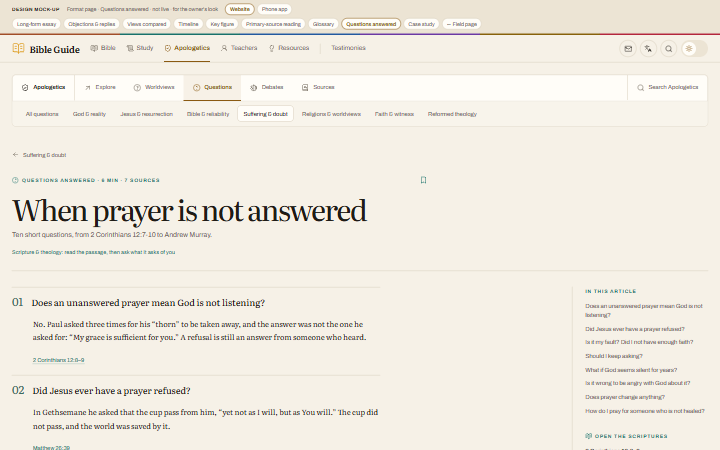 DESIGN MOCK-UP Format page · Questions answered · not live · for the owner's look Website Phone app
Long-form essay Objections & replies Views compared Timeline Key figure Primary-source reading Glossary Questions answered Case study — Field page
Bible Guide Bible Study Apologetics Teachers Resources Testimonies
Apologetics Explore Worldviews Questions Debates Sources Search Apologetics
All questions God & reality Jesus & resurrection Bible & reliability Suffering & doubt Religions & worldviews Faith & witness Reformed theology
← Suffering & doubt
QUESTIONS ANSWERED · 6 MIN · 7 SOURCES
When prayer is not answered
Ten short questions, from 2 Corinthians 12:7-10 to Andrew Murray.
Scripture & theology: read the passage, then ask what it asks of you
01 Does an unanswered prayer mean God is not listening?
No. Paul asked three times for his “thorn” to be taken away, and the answer was not the one he
asked for: “My grace is sufficient for you.” A refusal is still an answer from someone who heard.
2 Corinthians 12:8–9
02 Did Jesus ever have a prayer refused?
In Gethsemane he asked that the cup pass from him, “yet not as I will, but as You will.” The cup did
not pass, and the world was saved by it.
Matthew 26:39
IN THIS ARTICLE
Does an unanswered prayer mean God is not
listening?
Did Jesus ever have a prayer refused?
Is it my fault? Did I not have enough faith?
Should I keep asking?
What if God seems silent for years?
Is it wrong to be angry with God about it?
Does prayer change anything?
How do I pray for someone who is not healed?
OPEN THE SCRIPTURES